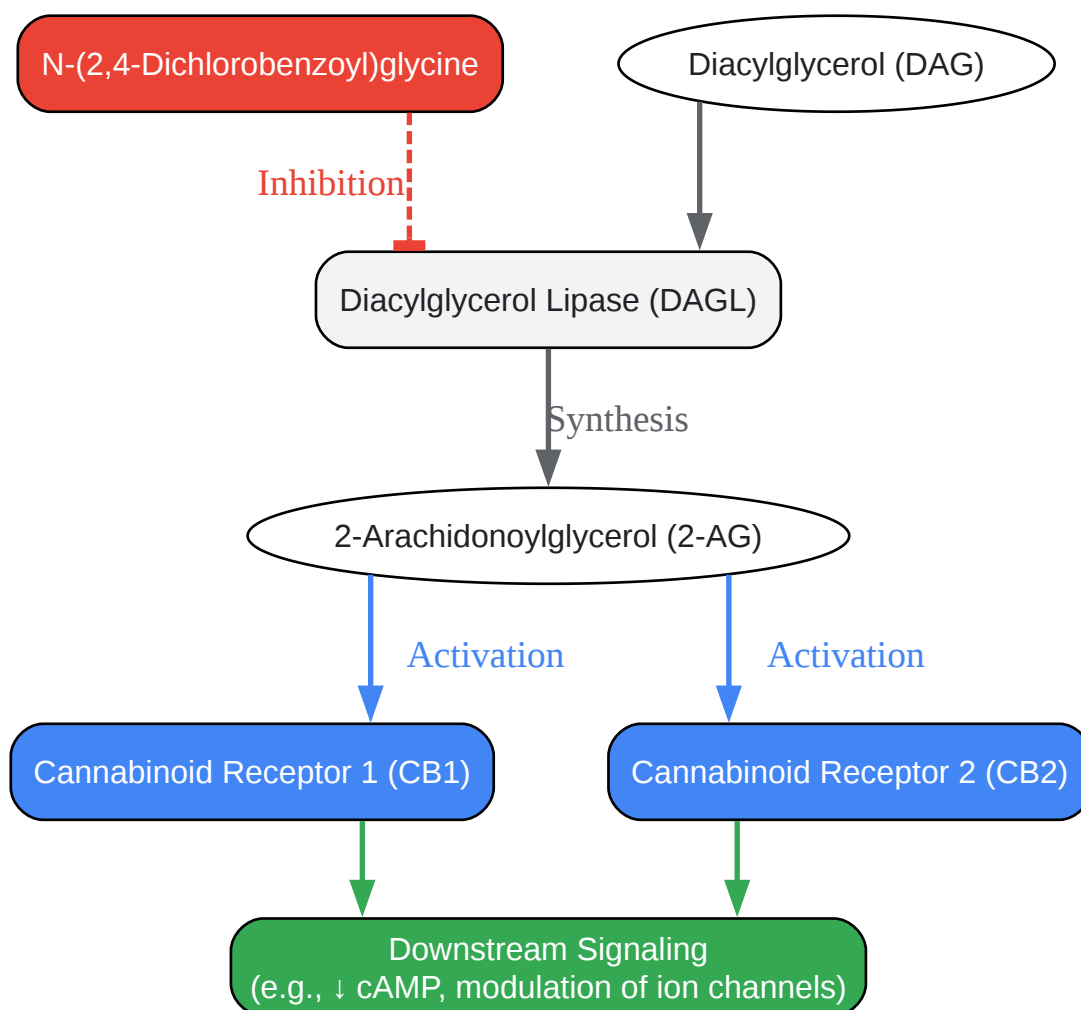 N-(2,4-Dichlorobenzoyl)glycine
Diacylglycerol (DAG)
Inhibition
Diacylglycerol Lipase (DAGL)
Synthesis
2-Arachidonoylglycerol (2-AG)
Activation
Activation
Cannabinoid Receptor 1 (CB1)
Cannabinoid Receptor 2 (CB2)
Downstream Signaling
(e.g., ↓ cAMP, modulation of ion channels)